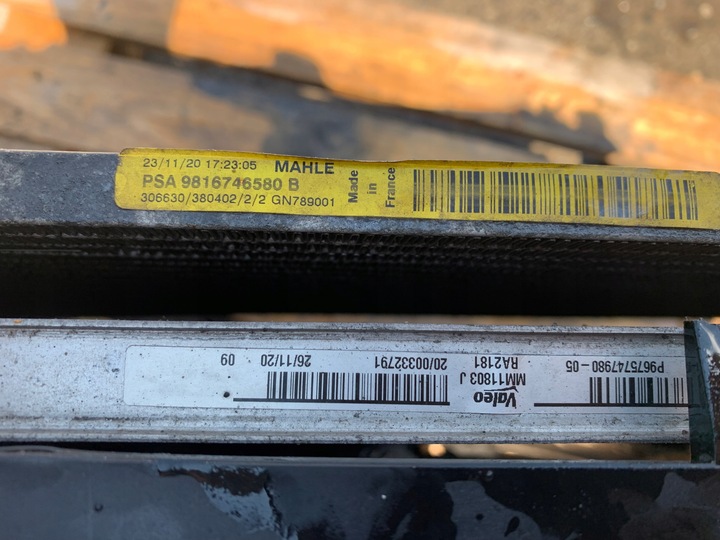 23/11/20 17:23:05 MAHLE
PSA 9816746580 B
306630/380402/2/2 GN789001
Made
in
France
P9675747980-05
Valeo
MM11803 J
RA2181
20/00332791
26/11/20
09